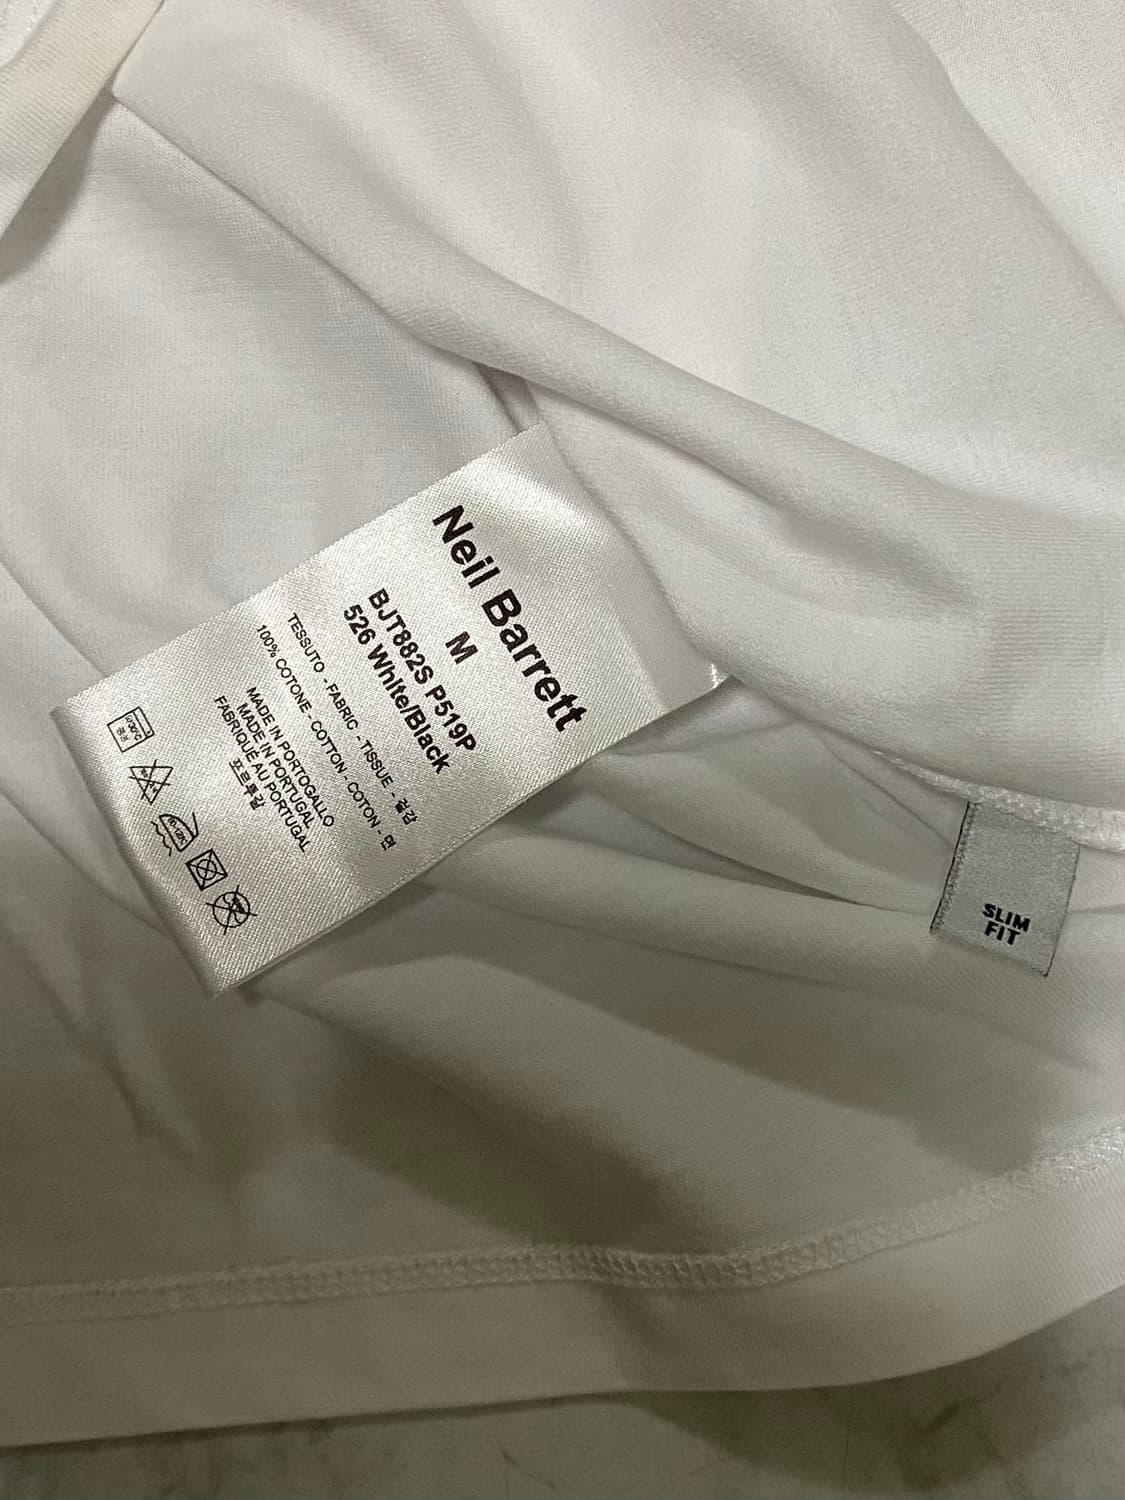 Neil Barrett
M
BJT882S P519P
526 White/Black
TESSUTO - FABRIC - TISSUE - 겉감
100% COTONE - COTTON - COTON - 면
MADE IN PORTOGALLO
MADE IN PORTUGAL
FABRIQUÉ AU PORTUGAL
포르투갈
SLIM
FIT